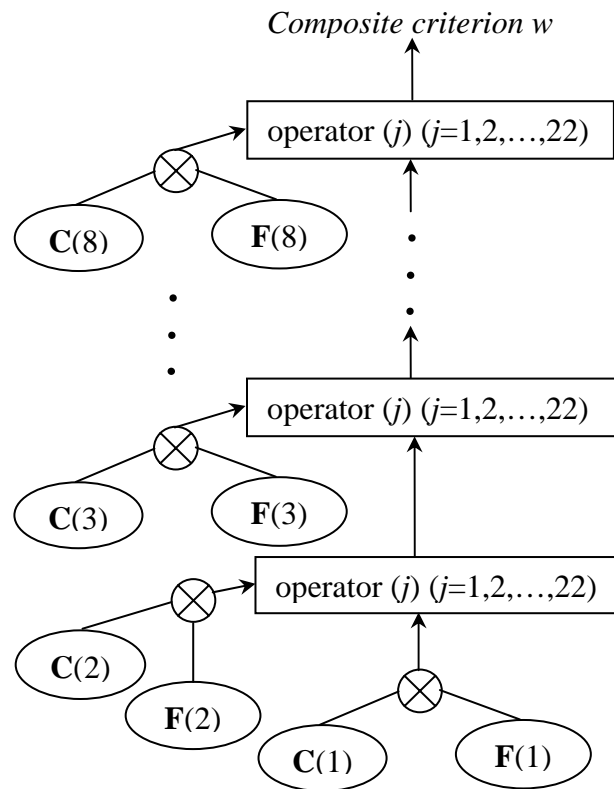 Composite criterion w
operator (j) (j=1,2,…,22)
C(8)
F(8)
operator (j) (j=1,2,…,22)
C(3)
F(3)
operator (j) (j=1,2,…,22)
C(2)
F(2)
C(1)
F(1)